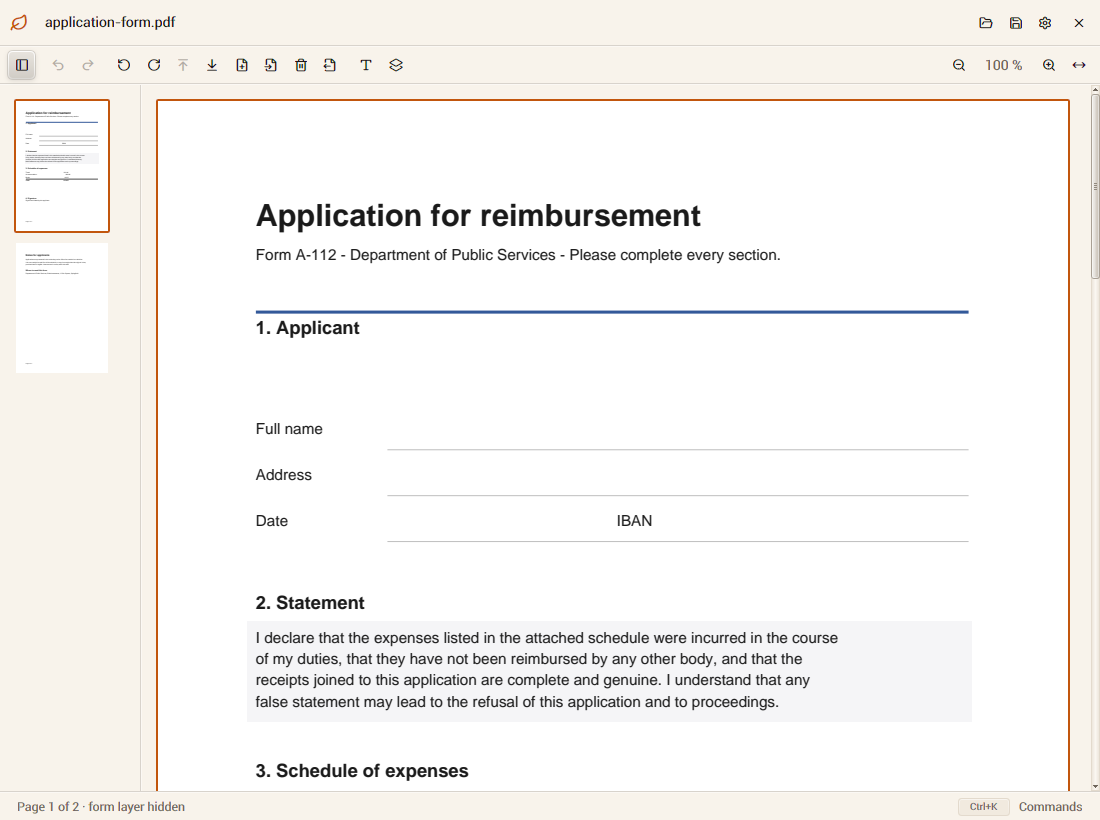 application-form.pdf
100 %
Application for reimbursement
Form A-112 - Department of Public Services - Please complete every section.
1. Applicant
Full name
Address
Date IBAN
2. Statement
I declare that the expenses listed in the attached schedule were incurred in the course
of my duties, that they have not been reimbursed by any other body, and that the
receipts joined to this application are complete and genuine. I understand that any
false statement may lead to the refusal of this application and to proceedings.
3. Schedule of expenses
Page 1 of 2 · form layer hidden
Ctrl+K Commands